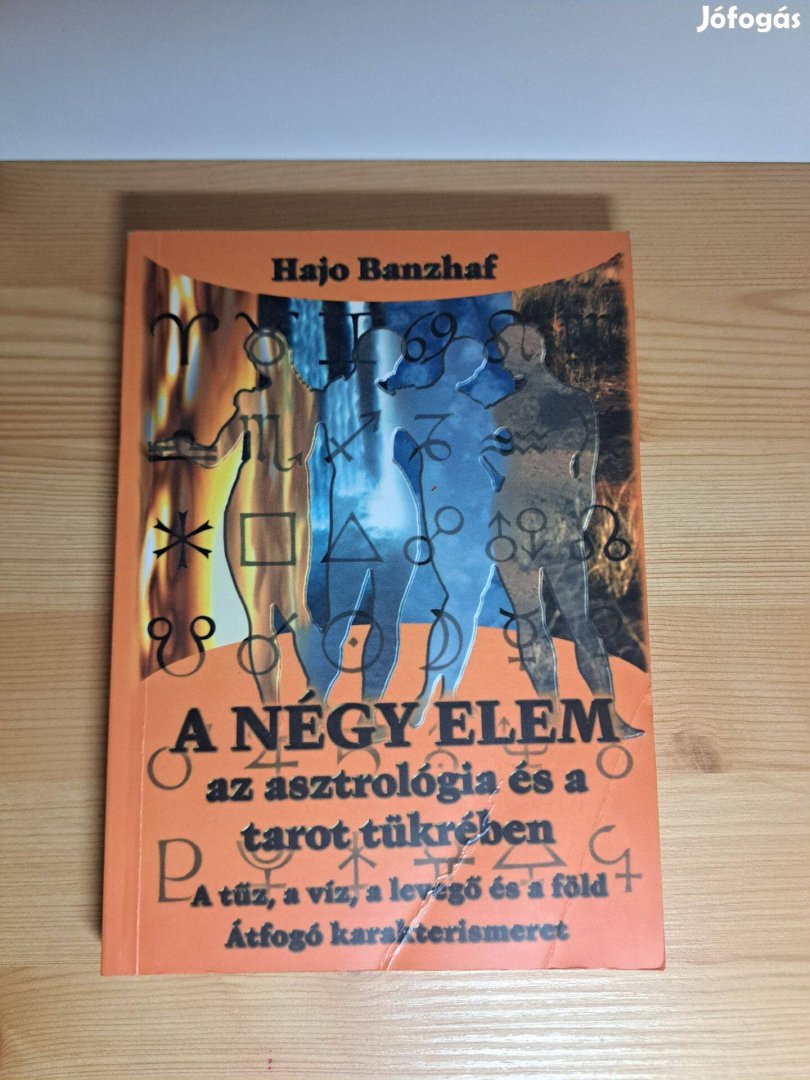 Jófogás
Hajo Banzhaf
A NÉGY ELEM
az asztrológia és a
tarot tükrében
A tűz, a víz, a levegő és a föld
Átfogó karakterismeret